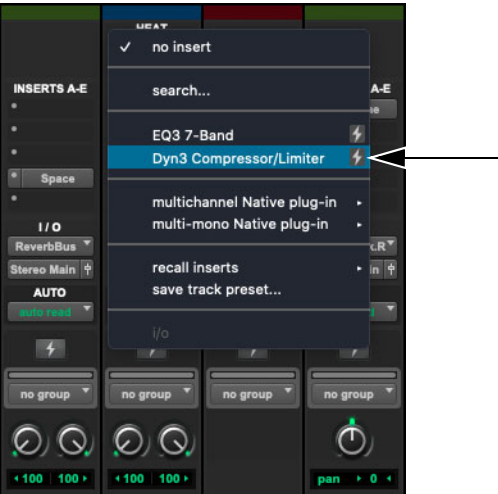 HEAT
✓ no insert
search...
EQ3 7-Band
Dyn3 Compressor/Limiter
multichannel Native plug-in
multi-mono Native plug-in
recall inserts
save track preset...
i/o
INSERTS A-E
Space
I/O
ReverbBus
Stereo Main
AUTO
auto read
A-E
ne
.R
in
no group
no group
no group
no group
100 100
100 100
pan 0